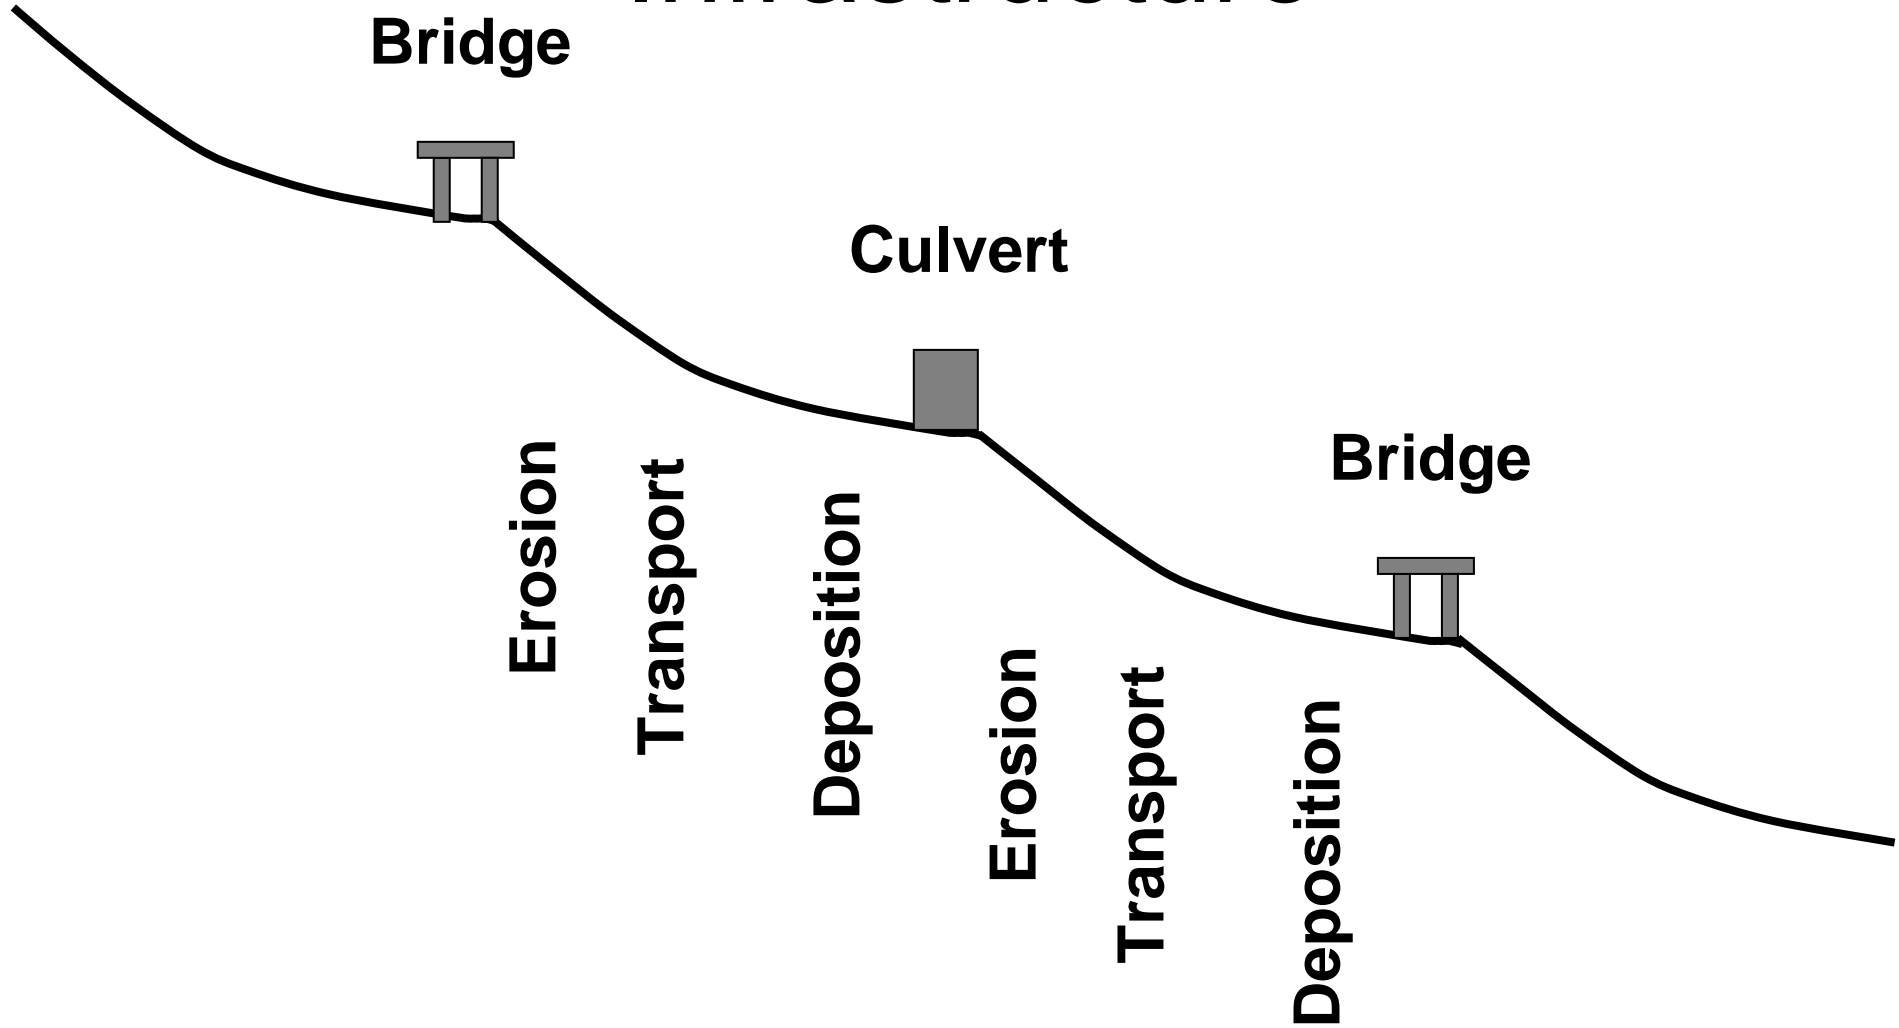 Bridge
Culvert
Bridge
Erosion
Transport
Deposition
Erosion
Transport
Deposition